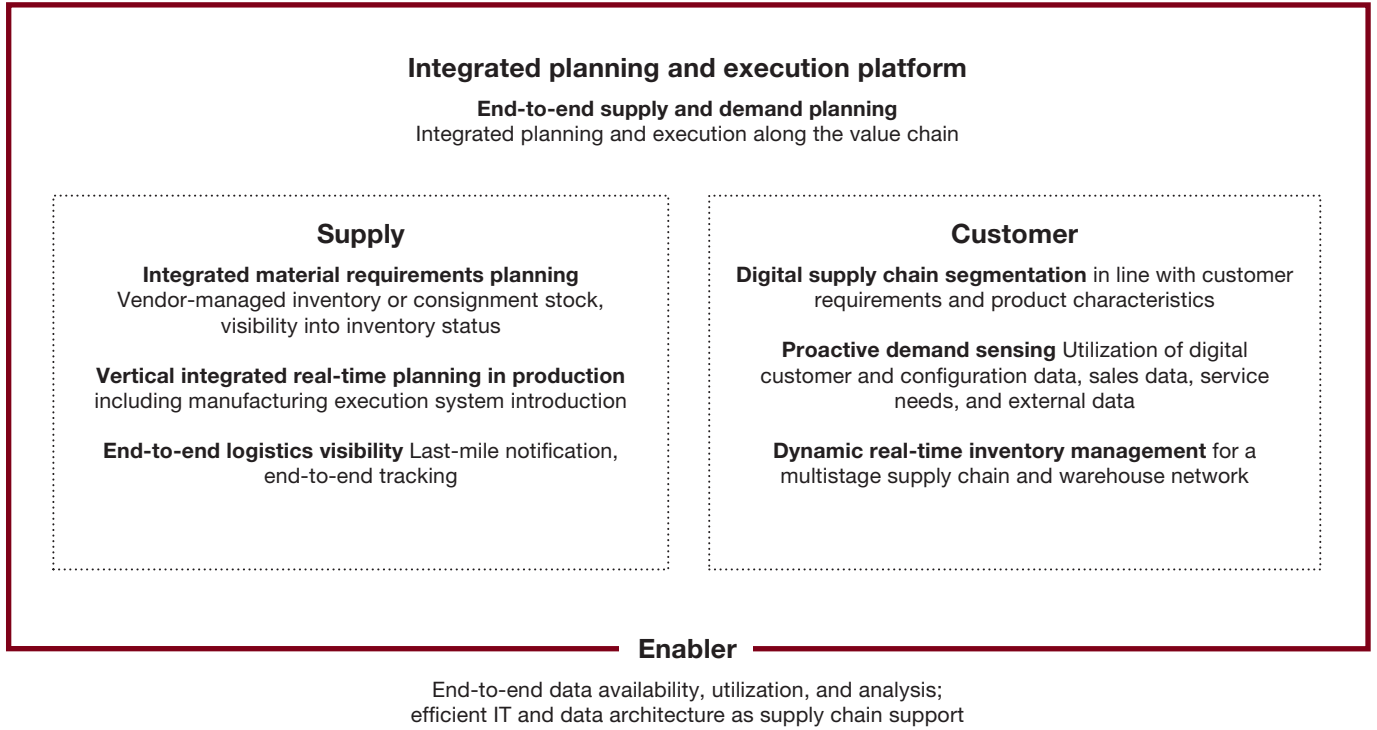 Integrated planning and execution platform
End-to-end supply and demand planning
Integrated planning and execution along the value chain
Supply
Integrated material requirements planning
Vendor-managed inventory or consignment stock,
visibility into inventory status
Vertical integrated real-time planning in production
including manufacturing execution system introduction
End-to-end logistics visibility Last-mile notification,
end-to-end tracking
Customer
Digital supply chain segmentation in line with customer
requirements and product characteristics
Proactive demand sensing Utilization of digital
customer and configuration data, sales data, service
needs, and external data
Dynamic real-time inventory management for a
multistage supply chain and warehouse network
Enabler
End-to-end data availability, utilization, and analysis;
efficient IT and data architecture as supply chain support